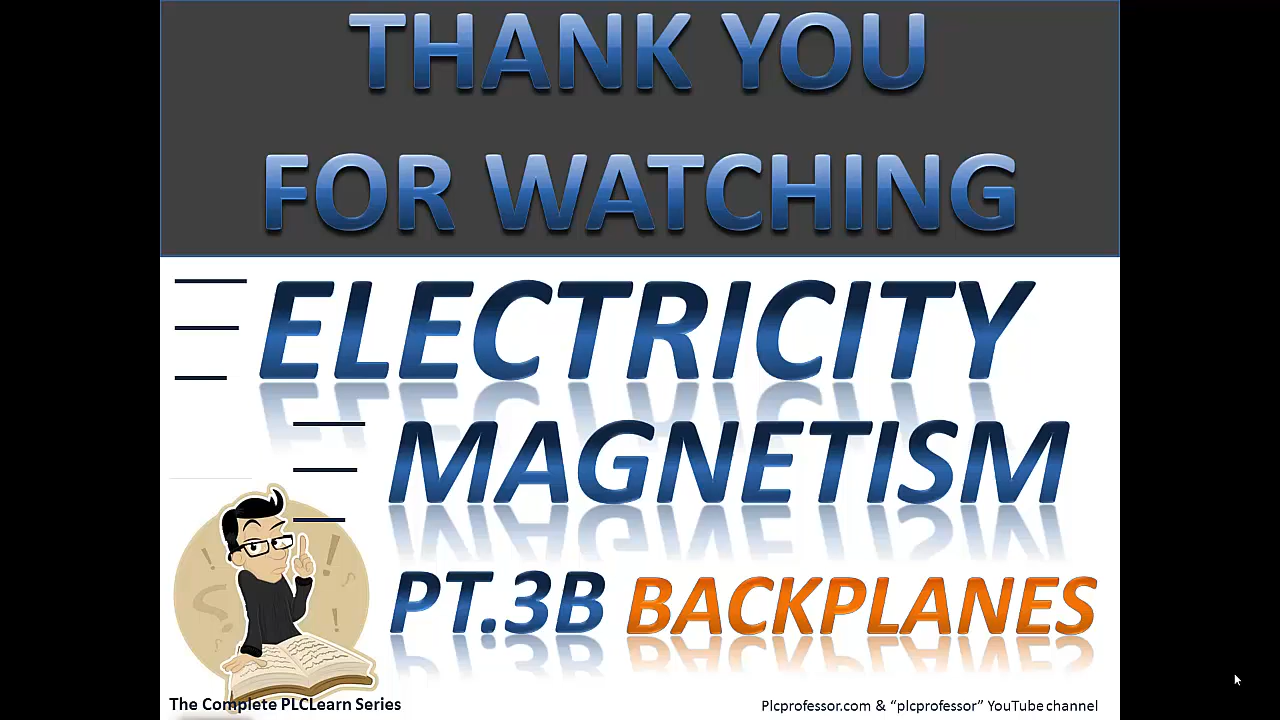 THANK YOU
FOR WATCHING
ELECTRICITY
MAGNETISM
PT.3B BACKPLANES
The Complete PLCLearn Series
Plcprofessor.com & “plcprofessor” YouTube channel